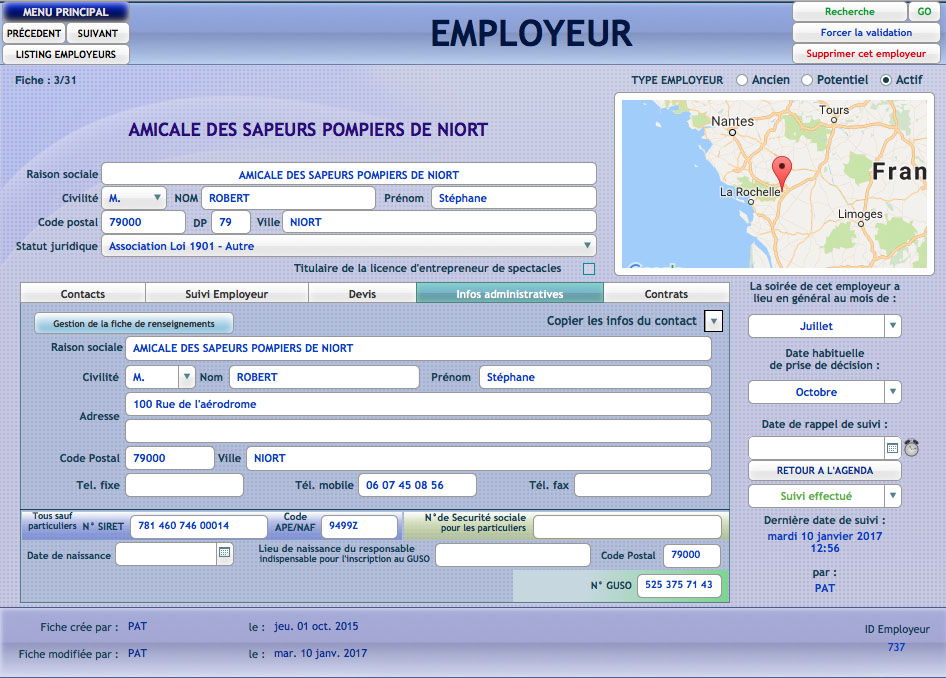 MENU PRINCIPAL
PRÉCEDENT SUIVANT
LISTING EMPLOYEURS
EMPLOYEUR
Recherche GO
Forcer la validation
Supprimer cet employeur
Fiche : 3/31
TYPE EMPLOYEUR Ancien Potentiel Actif
AMICALE DES SAPEURS POMPIERS DE NIORT
Raison sociale AMICALE DES SAPEURS POMPIERS DE NIORT
Civilité M. NOM ROBERT Prénom Stéphane
Code postal 79000 DP 79 Ville NIORT
Statut juridique Association Loi 1901 - Autre
Titulaire de la licence d'entrepreneur de spectacles
Tours
Nantes
Fran
La Rochelle
Limoges
Contacts Suivi Employeur Devis Infos administratives Contrats
Gestion de la fiche de renseignements Copier les infos du contact
Raison sociale AMICALE DES SAPEURS POMPIERS DE NIORT
Civilité M. Nom ROBERT Prénom Stéphane
Adresse 100 Rue de l'aérodrome
Code Postal 79000 Ville NIORT
Tel. fixe Tél. mobile 06 07 45 08 56 Tél. fax
Tous sauf
particuliers N° SIRET 781 460 746 00014
Code
APE/NAF 9499Z
N°de Securité sociale
pour les particuliers
Date de naissance
Lieu de naissance du responsable
indispensable pour l'inscription au GUSO
Code Postal 79000
N° GUSO 525 375 71 43
La soirée de cet employeur a
lieu en général au mois de :
Juillet
Date habituelle
de prise de décision :
Octobre
Date de rappel de suivi :
RETOUR A L'AGENDA
Suivi effectué
Dernière date de suivi :
mardi 10 janvier 2017
12:56
par :
PAT
Fiche crée par : PAT le : jeu. 01 oct. 2015
Fiche modifiée par : PAT le : mar. 10 janv. 2017
ID Employeur
737